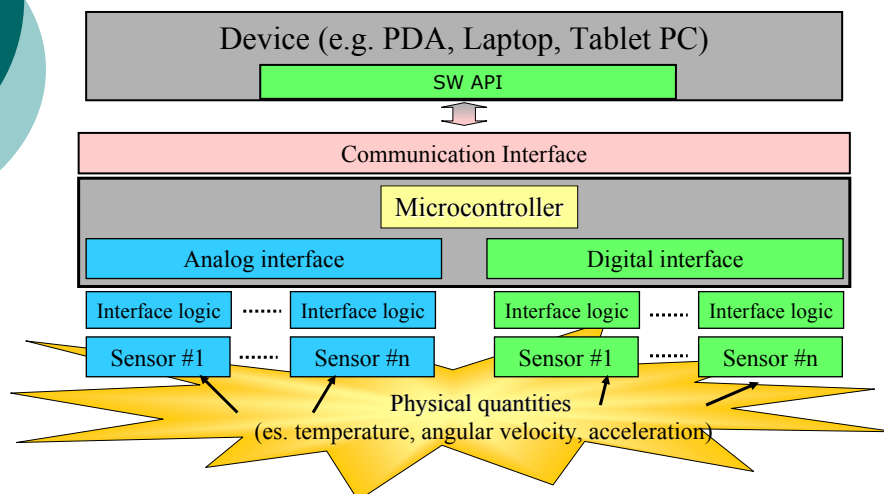 Device (e.g. PDA, Laptop, Tablet PC)
SW API
Communication Interface
Microcontroller
Analog interface
Digital interface
Interface logic
Interface logic
Interface logic
Interface logic
Sensor #1
Sensor #n
Sensor #1
Sensor #n
Physical quantities
(es. temperature, angular velocity, acceleration)